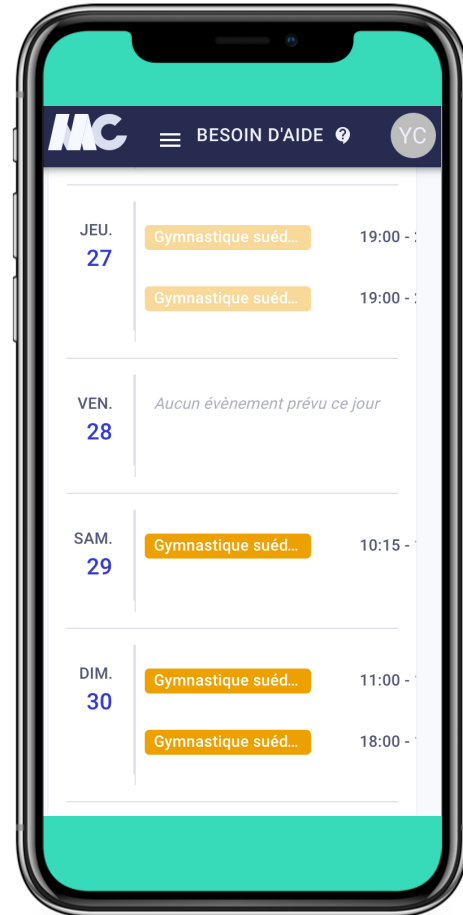 MC
BESOIN D'AIDE
YC
JEU.
27
Gymnastique suéd... 19:00 -
Gymnastique suéd... 19:00 -
VEN.
28
Aucun évènement prévu ce jour
SAM.
29
Gymnastique suéd... 10:15 -
DIM.
30
Gymnastique suéd... 11:00 -
Gymnastique suéd... 18:00 -